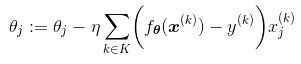 θ_j := θ_j − η ∑_{k∈K} ( f_θ(x^{(k)}) − y^{(k)} ) x_j^{(k)}